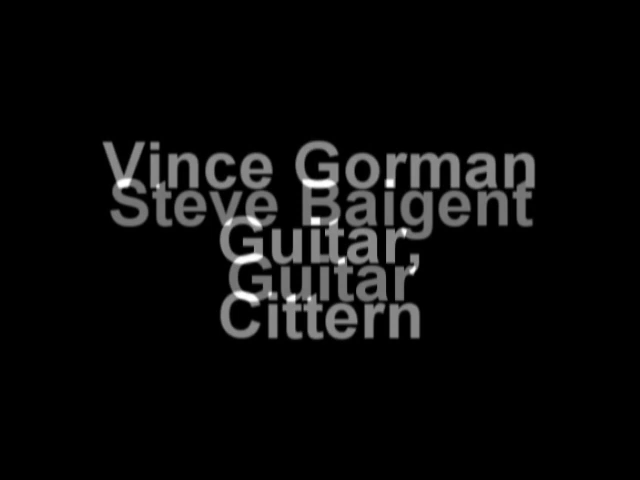 Vince Gorman
Steve Baigent
Guitar,
Guitar
Cittern